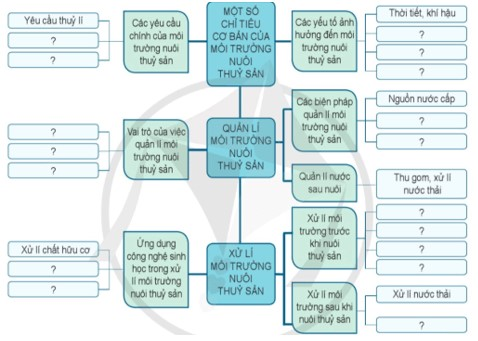 Yêu cầu thuỷ lí
?
?
Các yêu cầu
chính của môi
trường nuôi
thuỷ sản
MỘT SỐ
CHỈ TIÊU
CƠ BẢN CỦA
MÔI TRƯỜNG
NUÔI
THUỶ SẢN
Các yếu tố ảnh
hưởng đến môi
trường nuôi
thuỷ sản
Thời tiết, khí hậu
?
?
?
?
?
?
Vai trò của việc
quản lí môi
trường nuôi
thuỷ sản
QUẢN LÍ
MÔI TRƯỜNG
NUÔI
THUỶ SẢN
Các biện pháp
quản lí môi
trường nuôi
thuỷ sản
Nguồn nước cấp
?
?
Quản lí nước
sau nuôi
Thu gom, xử lí
nước thải
Xử lí chất hữu cơ
?
?
Ứng dụng
công nghệ sinh
học trong xử
lí môi trường
nuôi thuỷ sản
XỬ LÍ
MÔI TRƯỜNG
NUÔI
THUỶ SẢN
Xử lí môi
trường trước
khi nuôi
thuỷ sản
?
?
?
?
Xử lí môi
trường sau khi
nuôi thuỷ sản
Xử lí nước thải
?